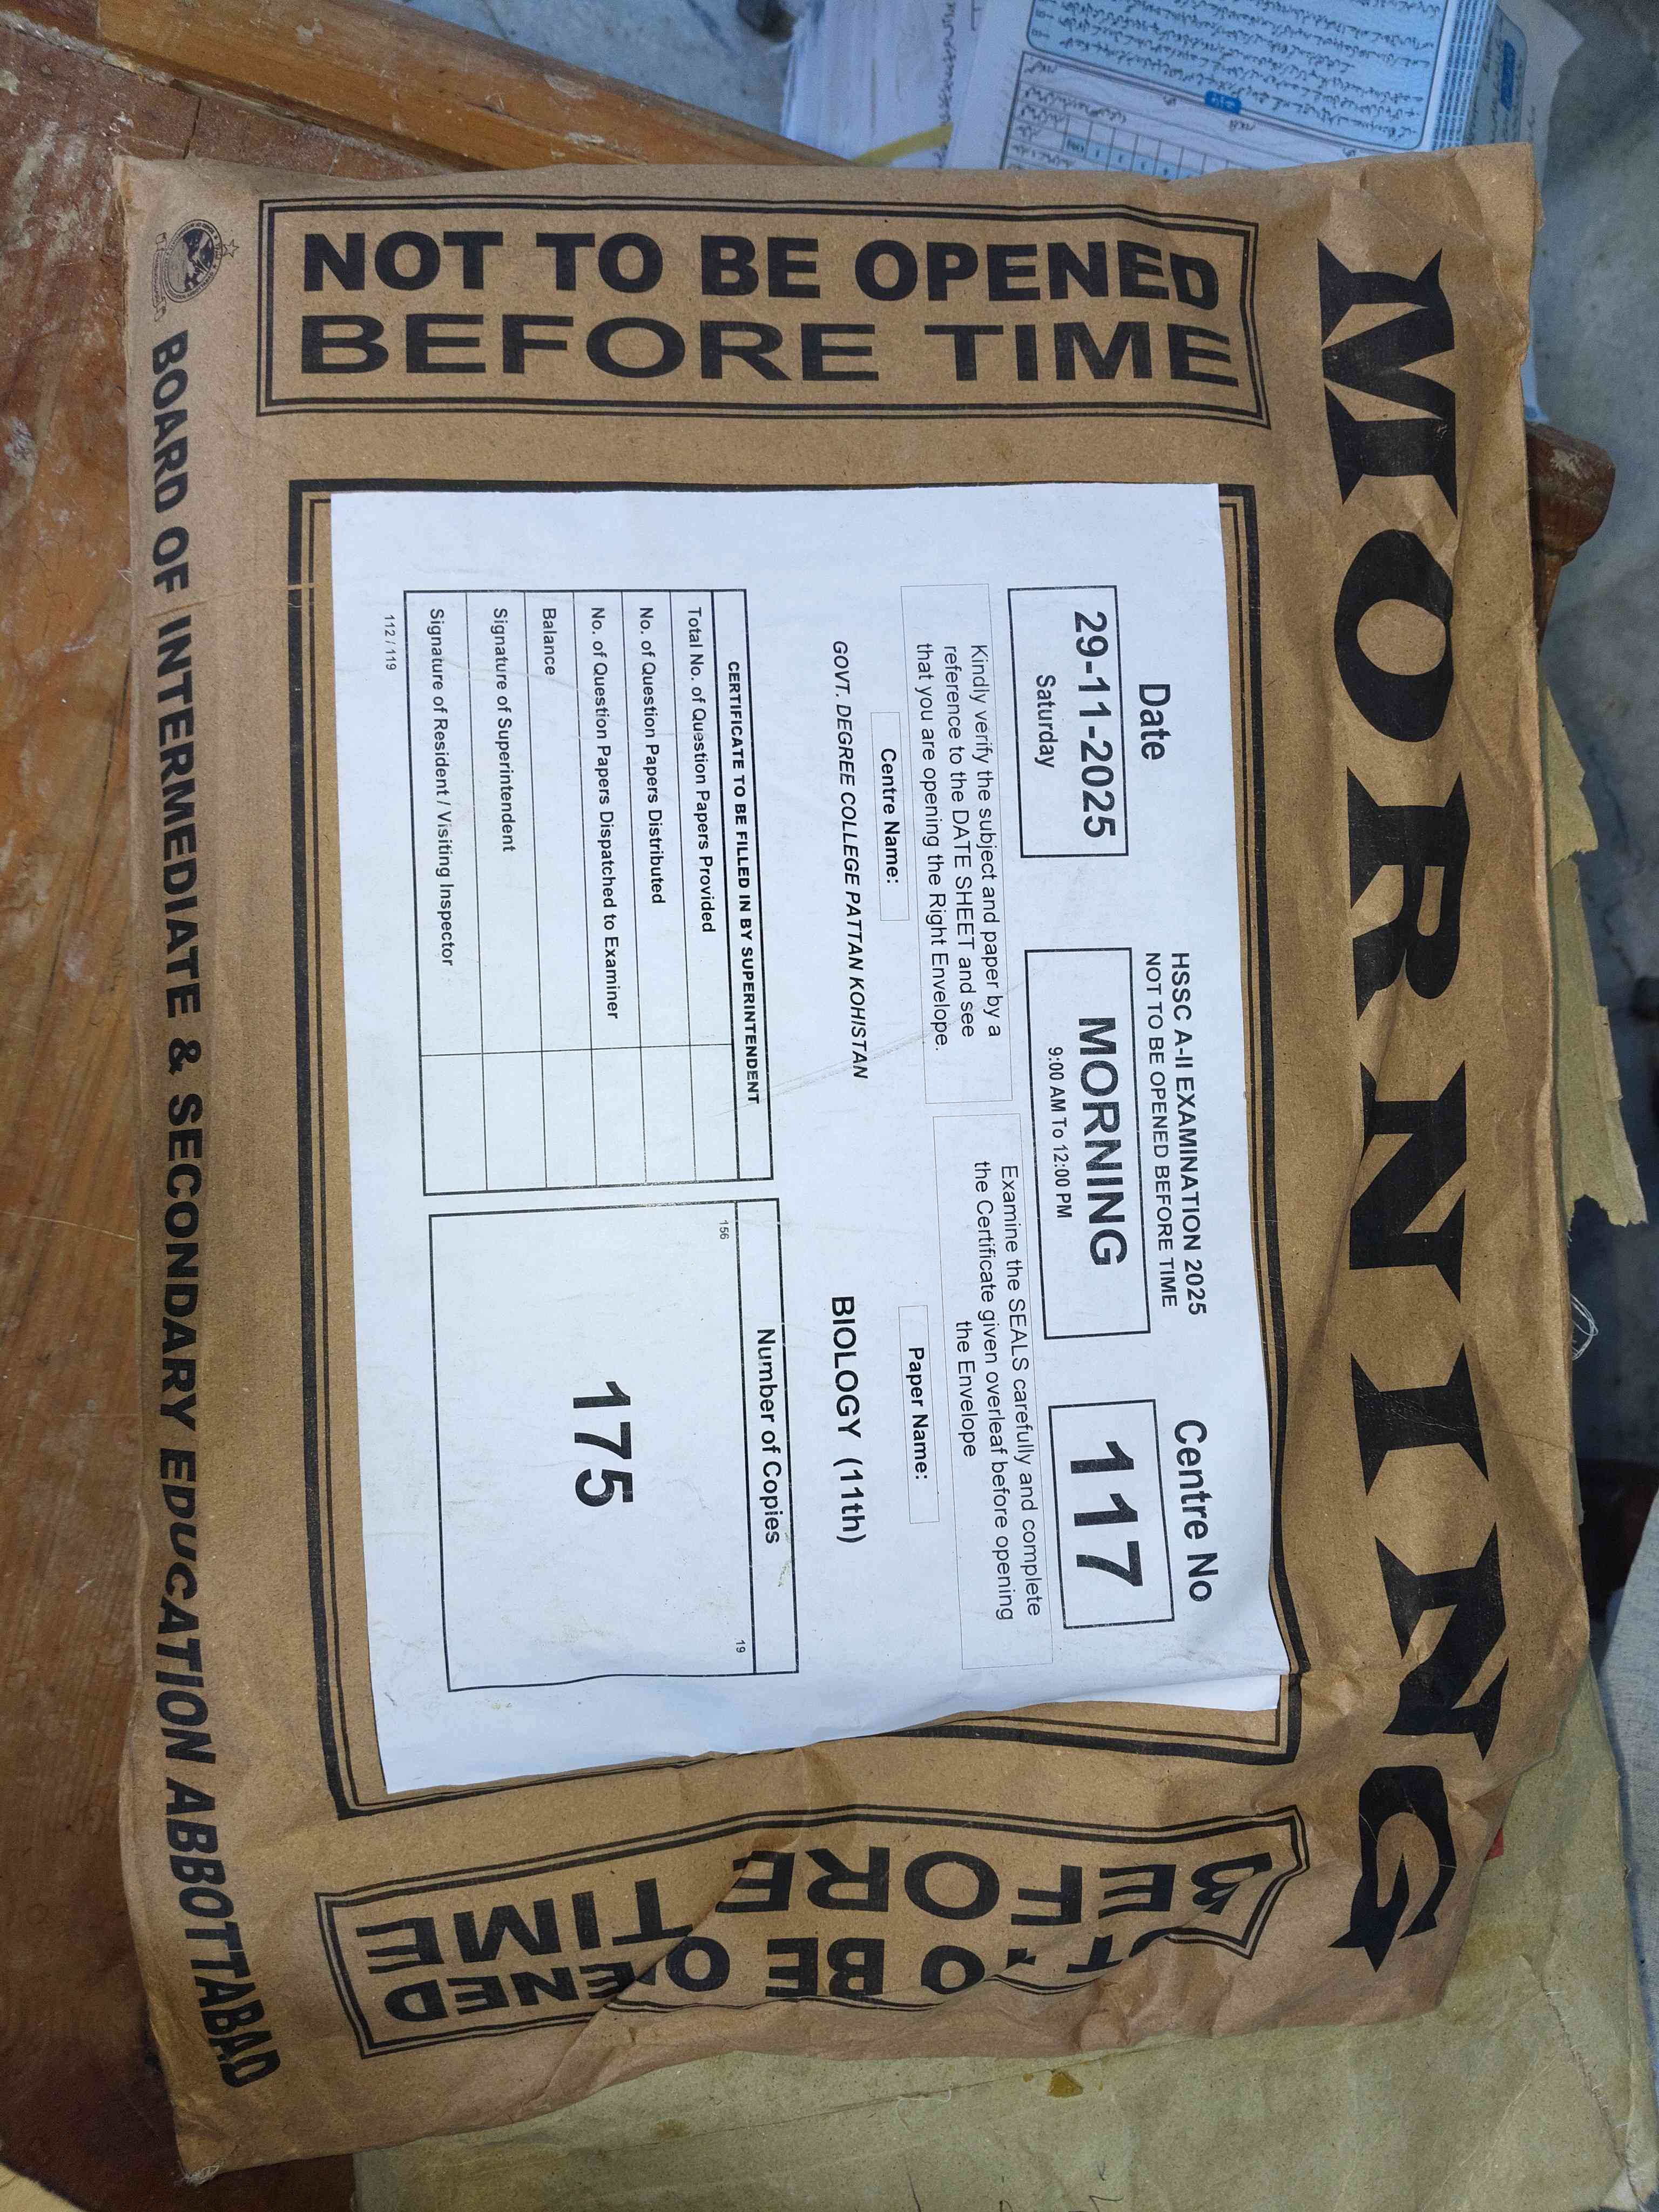 MORNING
NOT TO BE OPENED
BEFORE TIME
HSSC A-II EXAMINATION 2025
NOT TO BE OPENED BEFORE TIME
Date
29-11-2025
Saturday
MORNING
9:00 AM To 12:00 PM
Centre No
117
Kindly verify the subject and paper by a
reference to the DATE SHEET and see
that you are opening the Right Envelope.
Examine the SEALS carefully and complete
the Certificate given overleaf before opening
the Envelope
Centre Name:
GOVT. DEGREE COLLEGE PATTAN KOHISTAN
Paper Name:
BIOLOGY (11th)
CERTIFICATE TO BE FILLED IN BY SUPERINTENDENT
Total No. of Question Papers Provided
No. of Question Papers Distributed
No. of Question Papers Dispatched to Examiner
Balance
Signature of Superintendent
Signature of Resident / Visiting Inspector
112 / 119
Number of Copies
156
19
175
BEFORE TIME
BE OPENED
BOARD OF INTERMEDIATE & SECONDARY EDUCATION ABBOTTABAD